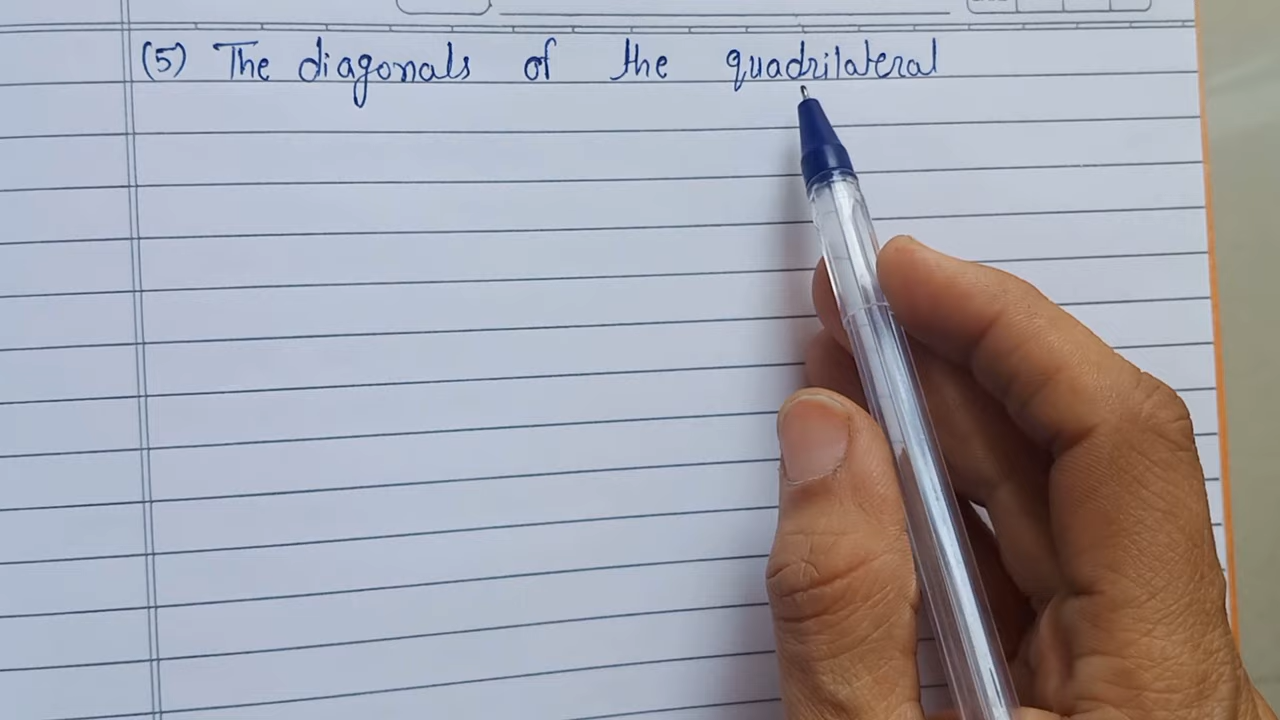 (5) The diagonals of the quadrilateral